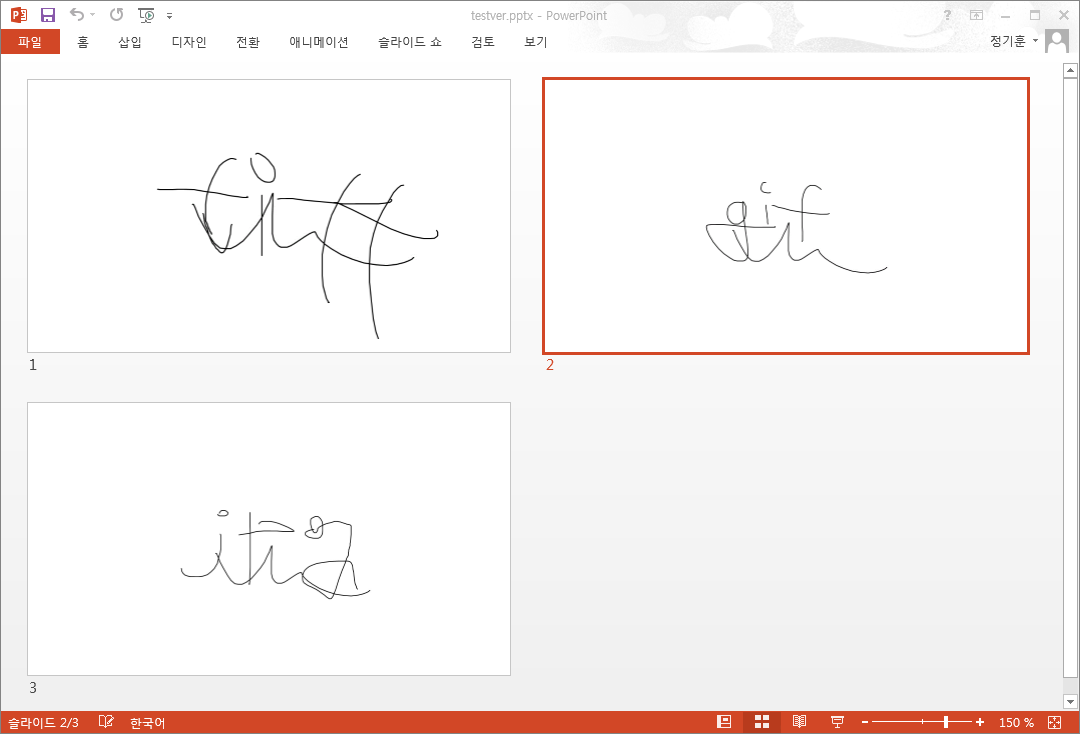 testver.pptx - PowerPoint
파일 홈 삽입 디자인 전환 애니메이션 슬라이드 쇼 검토 보기 정기훈
1
2
3
슬라이드 2/3 한국어 150 %